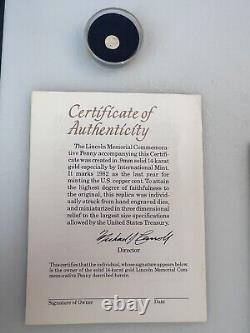 Certificate of
Authenticity
The Lincoln Memorial Commemora-
tive Penny accompanying this Certifi-
cate was created in .9mm solid 14-karat
gold especially by International Mint.
It marks 1982 as the last year for
minting the U.S. copper cent. To attain
the highest degree of faithfulness to
the original, this replica was individ-
ually struck from hand engraved dies,
and miniaturized in three dimensional
relief to the largest size specifications
allowed by the United States Treasury.
Director
This certifies that the individual, whose signature appears below,
is the owner of the solid 14-karat gold Lincoln Memorial Com-
memorative Penny described herein.
Signature of Owner Date